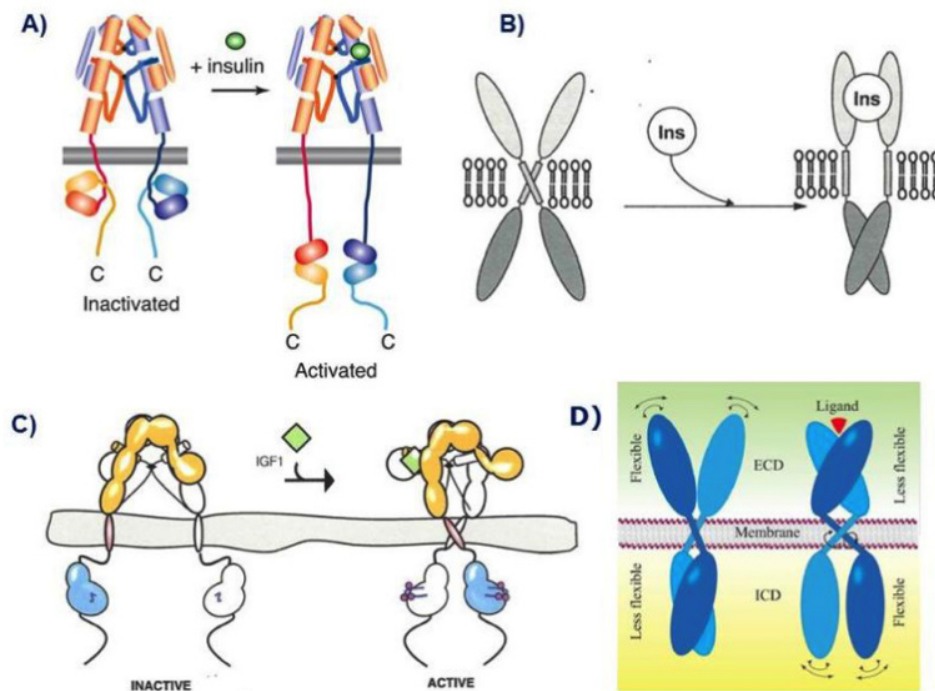 A)
+ insulin
C
C
Inactivated
C
C
Activated
B)
Ins
Ins
C)
IGF1
INACTIVE
ACTIVE
D)
Ligand
Flexible
ECD
Less flexible
Membrane
Less flexible
ICD
Flexible